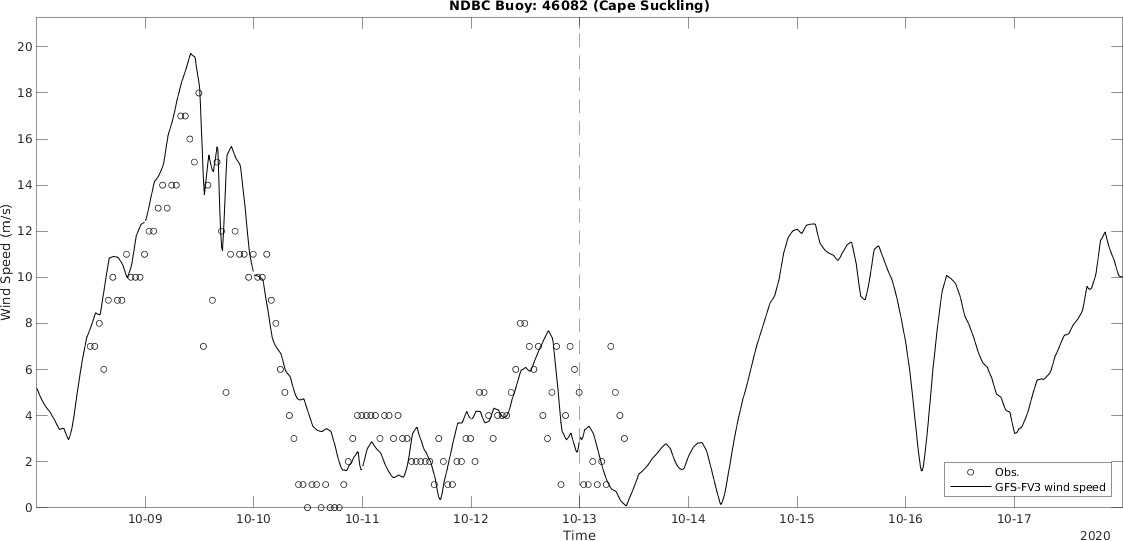 NDBC Buoy: 46082 (Cape Suckling)
Wind Speed (m/s)
20
18
16
14
12
10
8
6
4
2
0
10-09 10-10 10-11 10-12 10-13 10-14 10-15 10-16 10-17
Time
2020
Obs.
GFS-FV3 wind speed